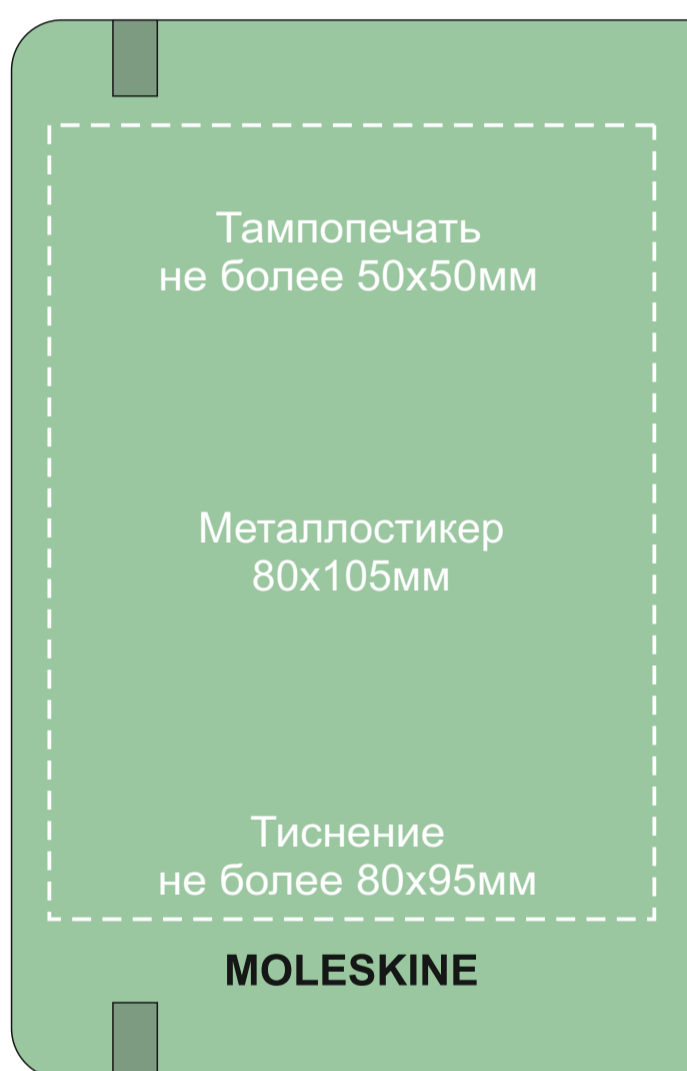 Тампопечать
не более 50х50мм
Металлостикер
80х105мм
Тиснение
не более 80х95мм
MOLESKINE